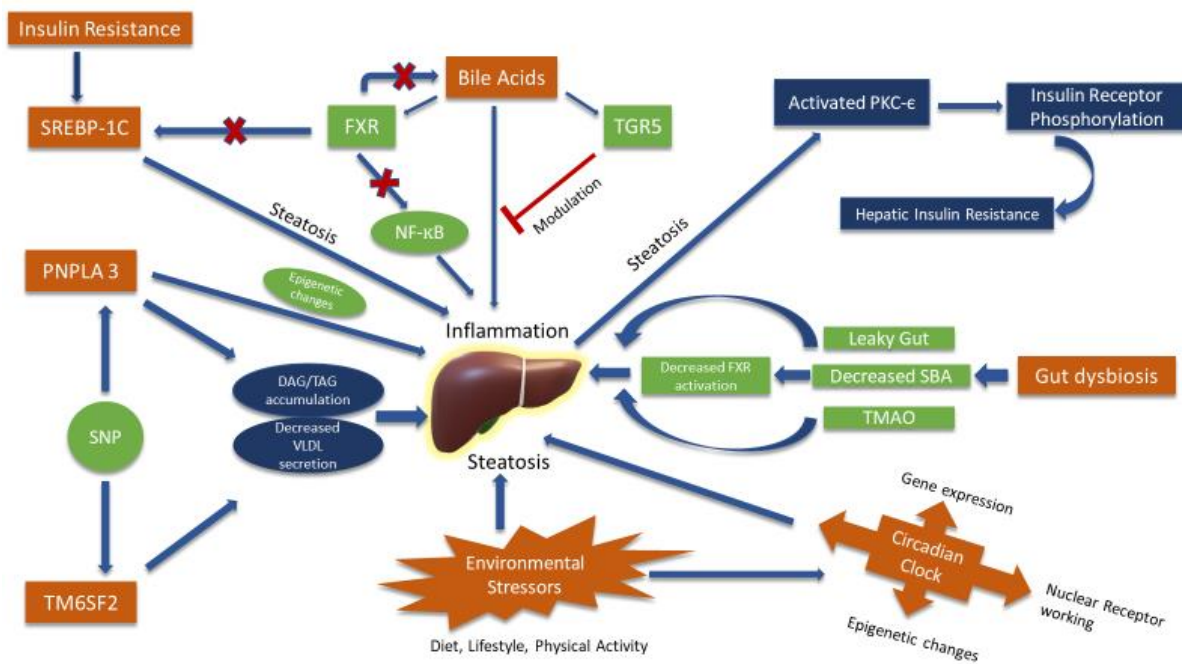 Insulin Resistance
Bile Acids
SREBP-1C
FXR
TGR5
Activated PKC-ϵ
Insulin Receptor
Phosphorylation
Steatosis
NF-κB
Modulation
Hepatic Insulin Resistance
Steatosis
PNPLA 3
Epigenetic
changes
Inflammation
Leaky Gut
Decreased FXR
activation
Decreased SBA
Gut dysbiosis
TMAO
DAG/TAG
accumulation
Decreased
VLDL
secretion
SNP
Steatosis
Gene expression
Circadian
Clock
Environmental
Stressors
TM6SF2
Nuclear Receptor
working
Epigenetic changes
Diet, Lifestyle, Physical Activity